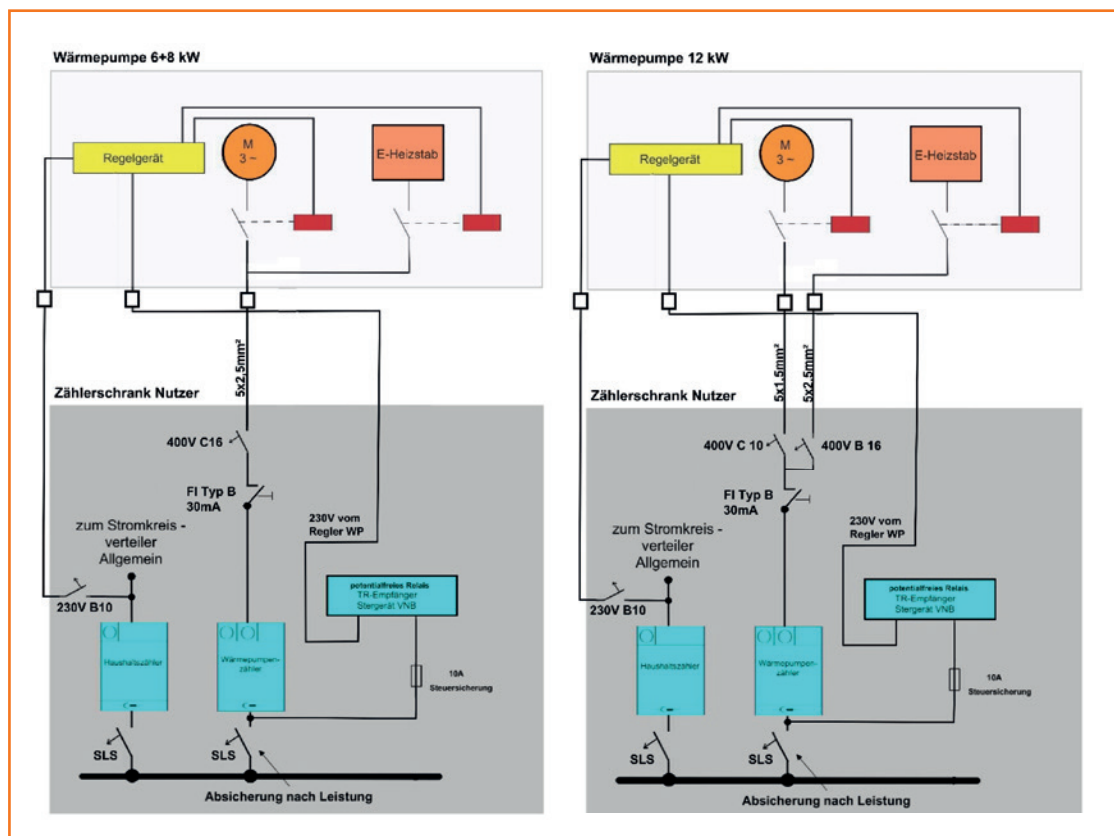 Wärmepumpe 6+8 kW
Regelgerät
M
3 ~
E-Heizstab
5x2,5mm²
Zählerschrank Nutzer
400V C16
FI Typ B
30mA
zum Stromkreis -
verteiler
Allgemein
230V vom
Regler WP
230V B10
potentialfreies Relais
TR-Empfänger
Stergerät VNB
Haushaltszähler
Wärmepumpen-
zähler
10A
Steuersicherung
SLS
SLS
Absicherung nach Leistung
Wärmepumpe 12 kW
Regelgerät
M
3 ~
E-Heizstab
5x1,5mm²
5x2,5mm²
Zählerschrank Nutzer
400V C 10
400V B 16
FI Typ B
30mA
zum Stromkreis -
verteiler
Allgemein
230V vom
Regler WP
230V B10
potentialfreies Relais
TR-Empfänger
Stergerät VNB
Haushaltszähler
Wärmepumpen-
zähler
10A
Steuersicherung
SLS
SLS
Absicherung nach Leistung